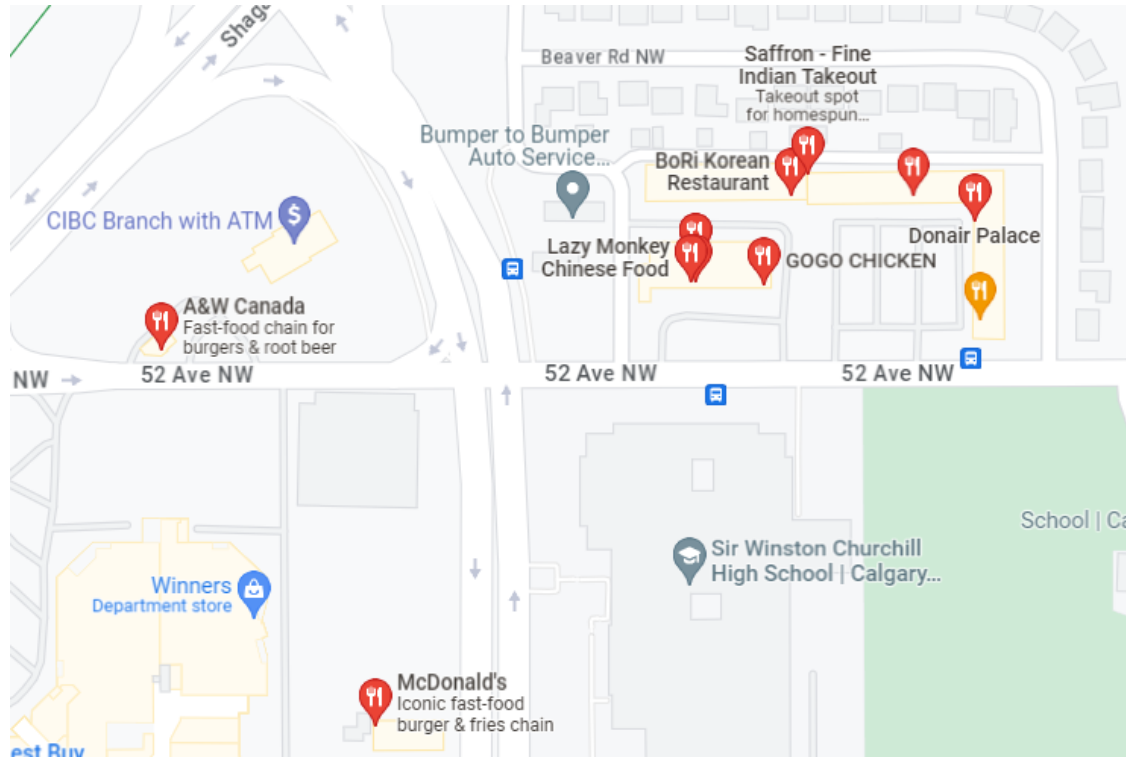 Shaga
Beaver Rd NW
Saffron - Fine
Indian Takeout
Takeout spot
for homespun...
Bumper to Bumper
Auto Service...
BoRi Korean
Restaurant
CIBC Branch with ATM
$
Donair Palace
Lazy Monkey
Chinese Food
GOGO CHICKEN
A&W Canada
Fast-food chain for
burgers & root beer
NW
52 Ave NW
52 Ave NW
52 Ave NW
School | Ca
Sir Winston Churchill
High School | Calgary...
Winners
Department store
McDonald's
Iconic fast-food
burger & fries chain
est Buy